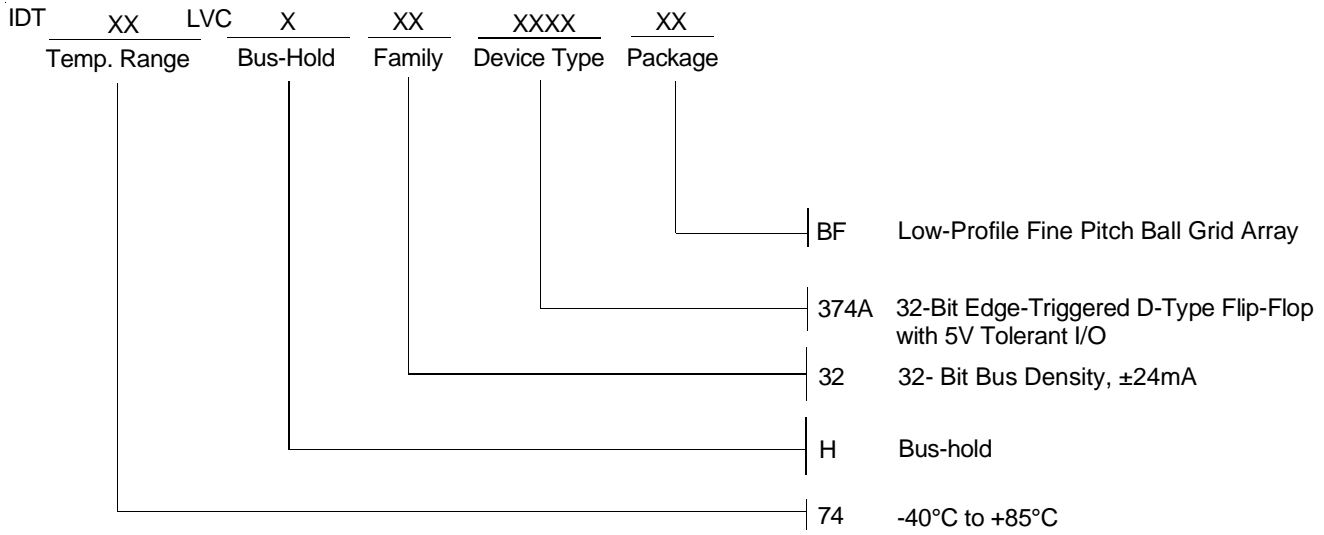 IDT XX LVC X XX XXXX XX
Temp. Range Bus-Hold Family Device Type Package
BF Low-Profile Fine Pitch Ball Grid Array
374A 32-Bit Edge-Triggered D-Type Flip-Flop
with 5V Tolerant I/O
32 32- Bit Bus Density, ±24mA
H Bus-hold
74 -40°C to +85°C